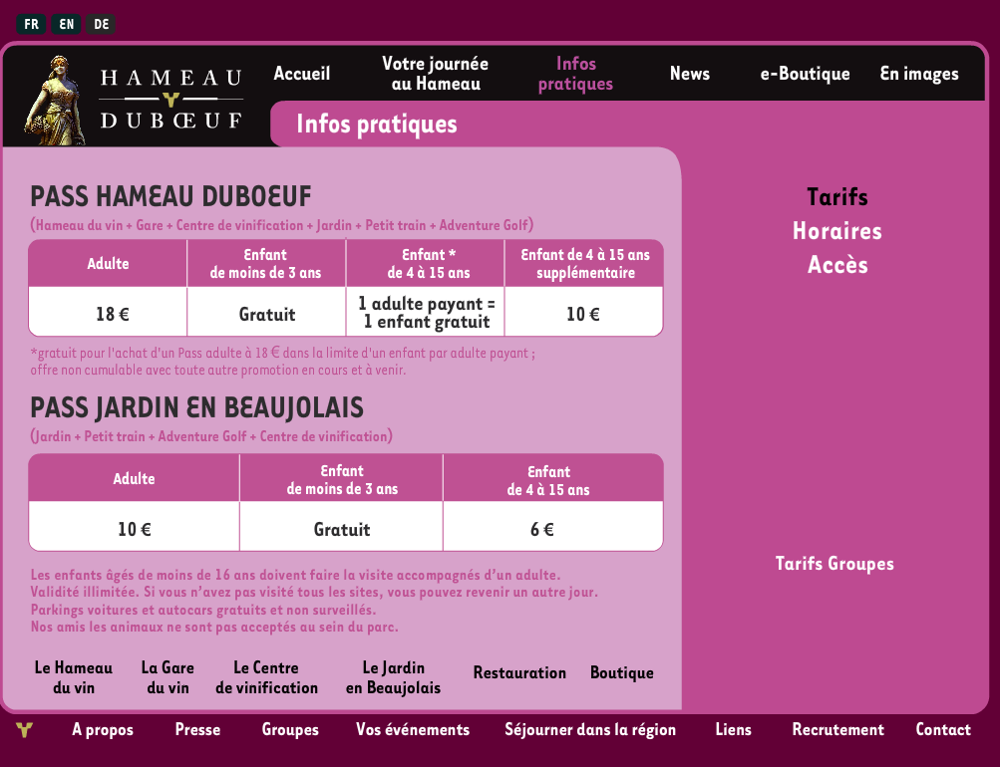 FR EN DE
HAMEAU
DUBŒUF
Accueil
Votre journée
au Hameau
Infos
pratiques
News
e-Boutique
En images
Infos pratiques
PASS HAMEAU DUBOEUF
(Hameau du vin + Gare + Centre de vinification + Jardin + Petit train + Adventure Golf)
Adulte
Enfant
de moins de 3 ans
Enfant *
de 4 à 15 ans
Enfant de 4 à 15 ans
supplémentaire
18 €
Gratuit
1 adulte payant =
1 enfant gratuit
10 €
*gratuit pour l'achat d'un Pass adulte à 18 € dans la limite d'un enfant par adulte payant ;
offre non cumulable avec toute autre promotion en cours et à venir.
PASS JARDIN EN BEAUJOLAIS
(Jardin + Petit train + Adventure Golf + Centre de vinification)
Adulte
Enfant
de moins de 3 ans
Enfant
de 4 à 15 ans
10 €
Gratuit
6 €
Les enfants âgés de moins de 16 ans doivent faire la visite accompagnés d’un adulte.
Validité illimitée. Si vous n’avez pas visité tous les sites, vous pouvez revenir un autre jour.
Parkings voitures et autocars gratuits et non surveillés.
Nos amis les animaux ne sont pas acceptés au sein du parc.
Tarifs
Horaires
Accès
Tarifs Groupes
Le Hameau
du vin
La Gare
du vin
Le Centre
de vinification
Le Jardin
en Beaujolais
Restauration
Boutique
A propos
Presse
Groupes
Vos événements
Séjourner dans la région
Liens
Recrutement
Contact